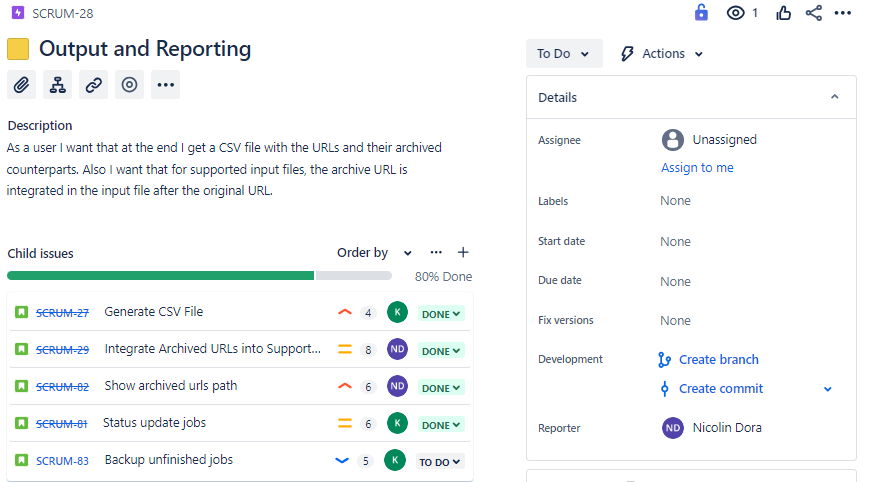 SCRUM-28
1
Output and Reporting
To Do
Actions
Description
As a user I want that at the end I get a CSV file with the URLs and their archived
counterparts. Also I want that for supported input files, the archive URL is
integrated in the input file after the original URL.
Child issues
Order by
80% Done
SCRUM-27 Generate CSV File 4 K DONE
SCRUM-29 Integrate Archived URLs into Support... 8 ND DONE
SCRUM-82 Show archived urls path 6 ND DONE
SCRUM-81 Status update jobs 6 K DONE
SCRUM-83 Backup unfinished jobs 5 K TO DO
Details
Assignee Unassigned
Assign to me
Labels None
Start date None
Due date None
Fix versions None
Development Create branch
Create commit
Reporter ND Nicolin Dora